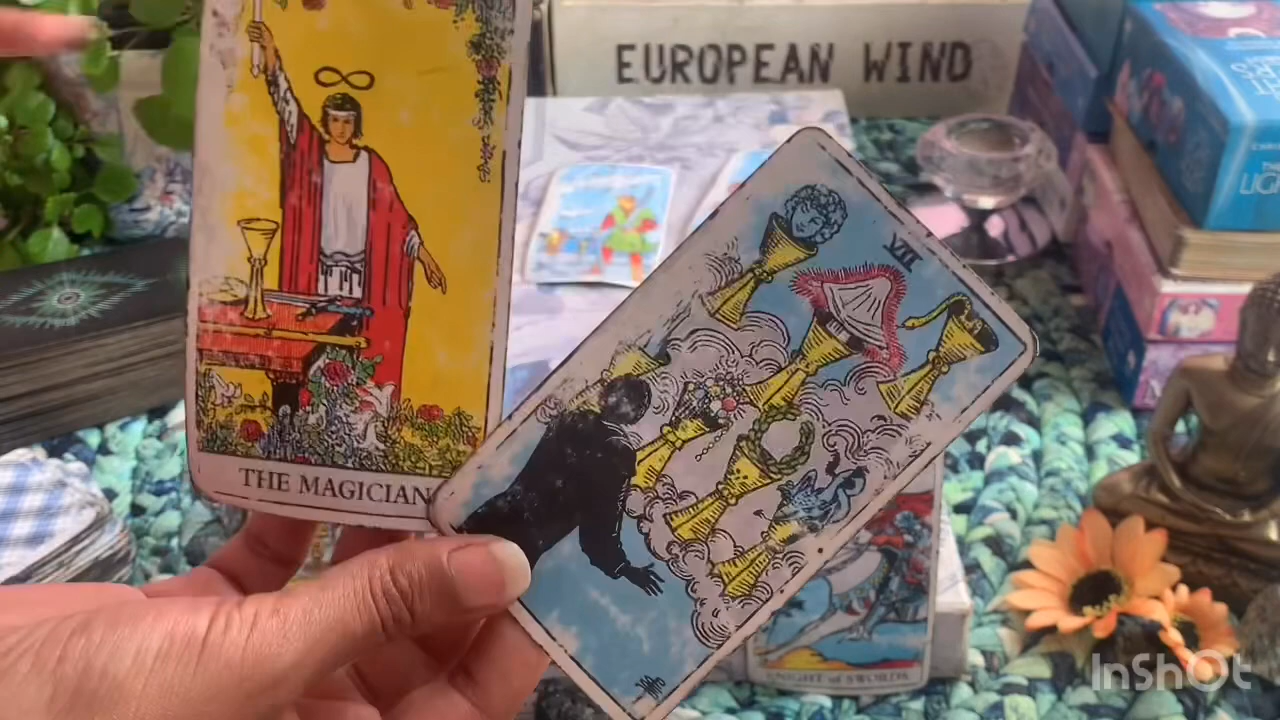 EUROPEAN WIND
VII
THE MAGICIAN
KNIGHT of SWORDS
InShOt